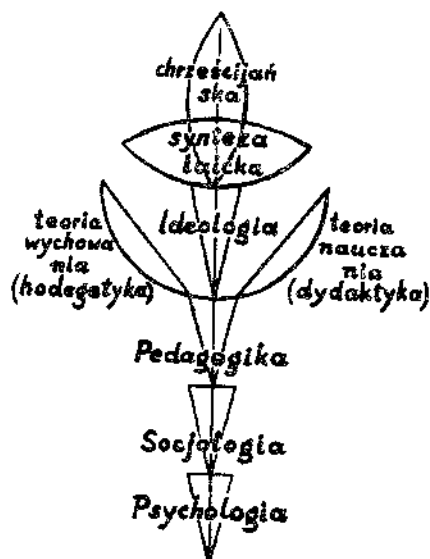 chrześcijań
ska
synteza
laicka
Ideologia
teoria
wychowa
nia
(hodegetyka)
teoria
naucza
nia
(dydaktyka)
Pedagogika
Socjologia
Psychologia